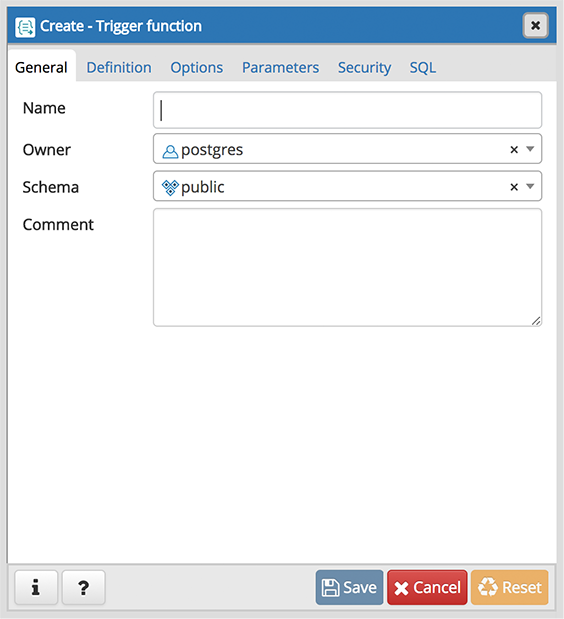 Create - Trigger function
General Definition Options Parameters Security SQL
Name
Owner postgres
Schema public
Comment
i ? Save Cancel Reset